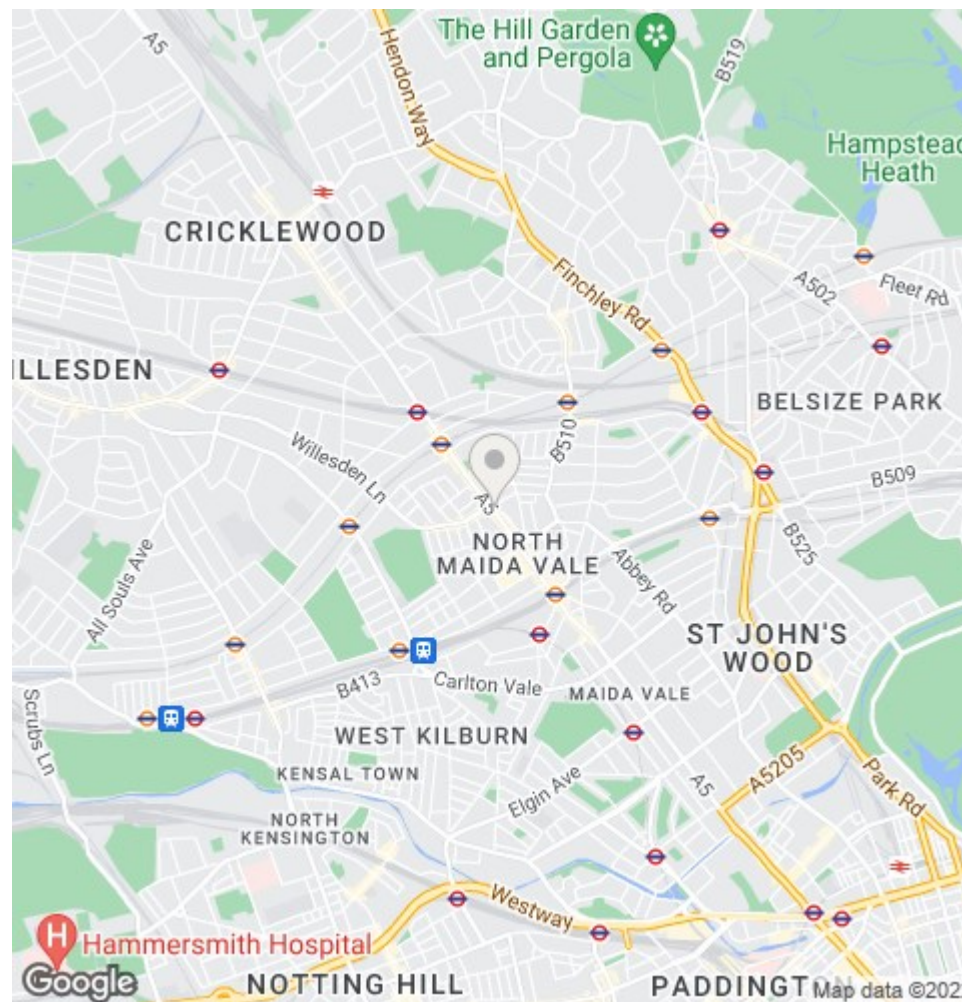 A5
Hendon Way
The Hill Garden
and Pergola
B519
Hampstead
Heath
CRICKLEWOOD
Finchley Rd
A502
Fleet Rd
ILLESDEN
BELSIZE PARK
B510
Willesden Ln
B509
A5
NORTH
MAIDA VALE
B525
Abbey Rd
All Souls Ave
ST JOHN'S
WOOD
B413
Carlton Vale
MAIDA VALE
Scrubs Ln
WEST KILBURN
KENSAL TOWN
Elgin Ave
A5
A5205
Park Rd
NORTH
KENSINGTON
Westway
H
Hammersmith Hospital
Google
NOTTING HILL
PADDINGTON
Map data ©202